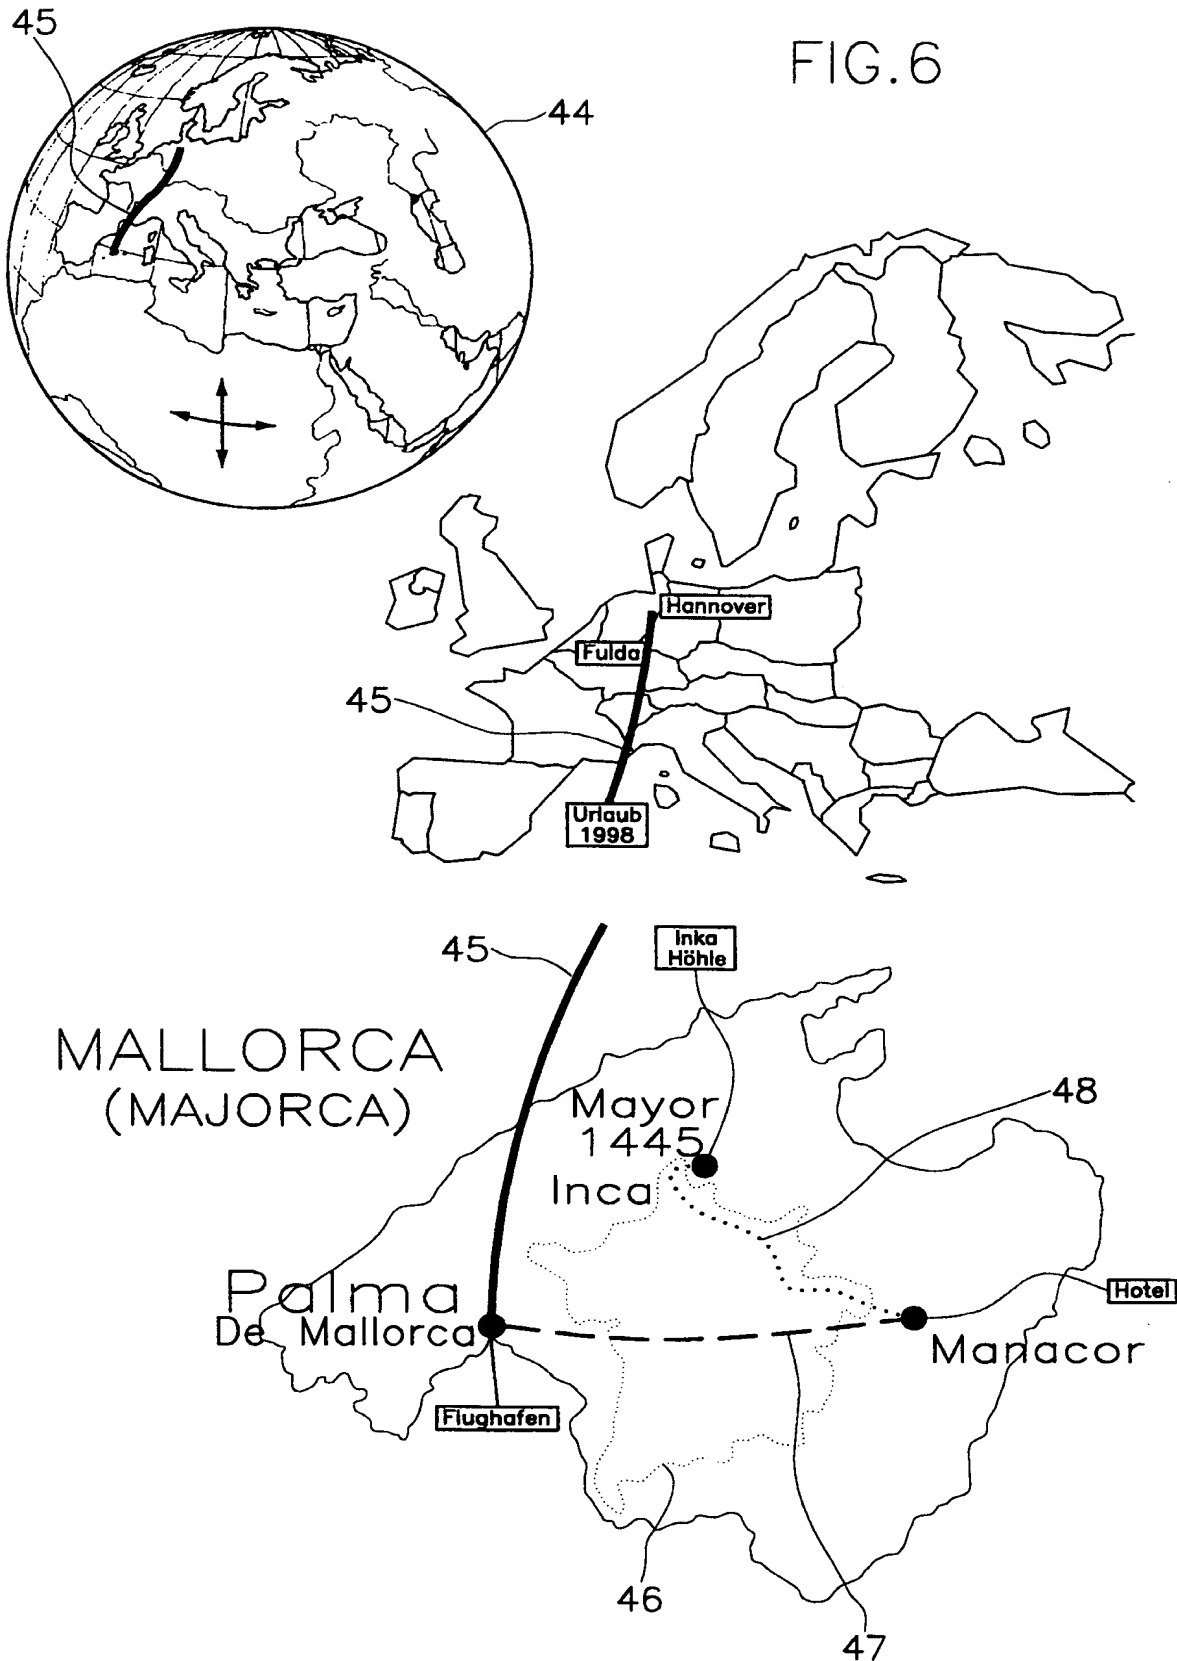 45
FIG.6
44
Hannover
Fulda
45
Urlaub
1998
45
Inka
Höhle
MALLORCA
(MAJORCA)
48
Mayor
1445
Inca
Palma
De Mallorca
Hotel
Manacor
Flughafen
46
47